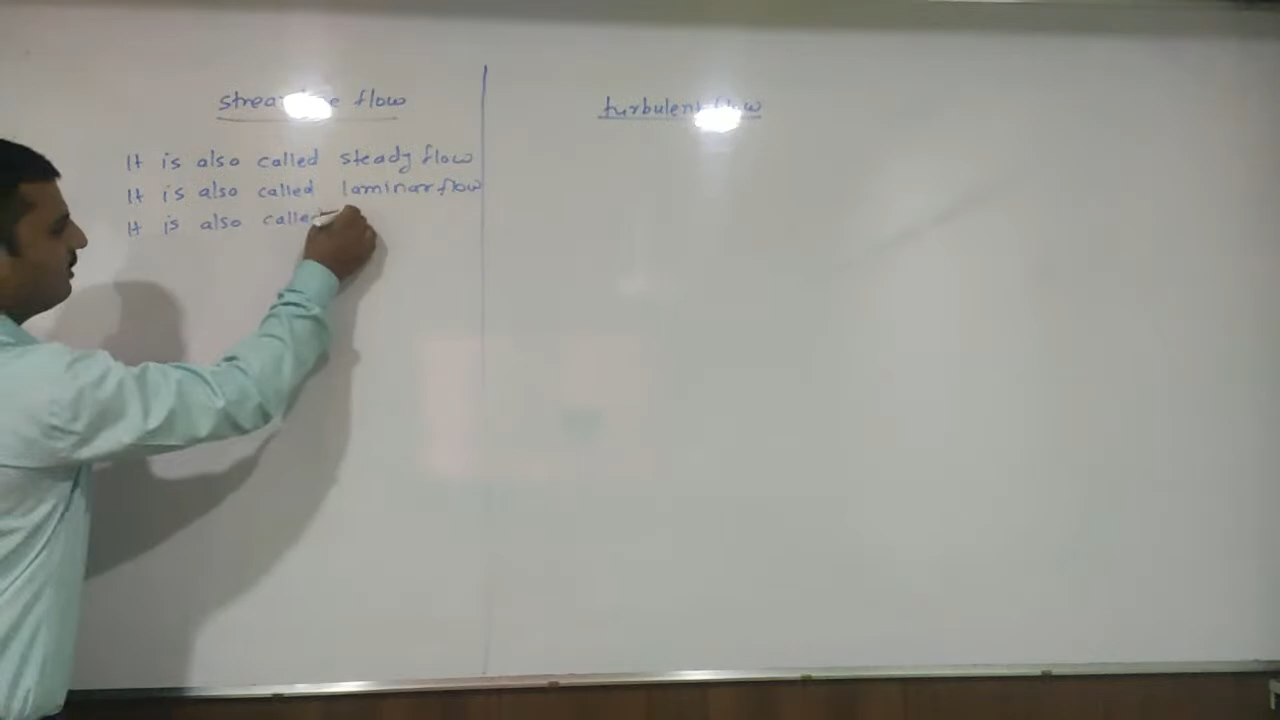 streamline flow
turbulent flow
It is also called steady flow
It is also called laminar flow
It is also called